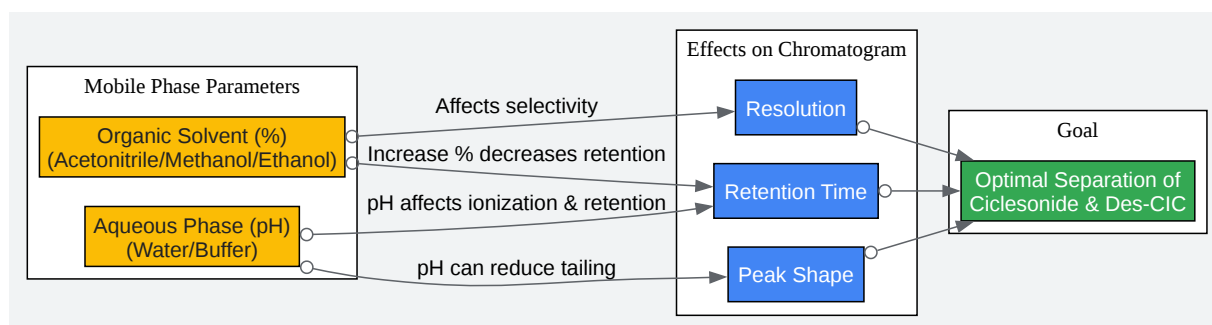 Mobile Phase Parameters
Organic Solvent (%)
(Acetonitrile/Methanol/Ethanol)
Aqueous Phase (pH)
(Water/Buffer)
Affects selectivity
Increase % decreases retention
pH affects ionization & retention
pH can reduce tailing
Effects on Chromatogram
Resolution
Retention Time
Peak Shape
Goal
Optimal Separation of
Ciclesonide & Des-CIC